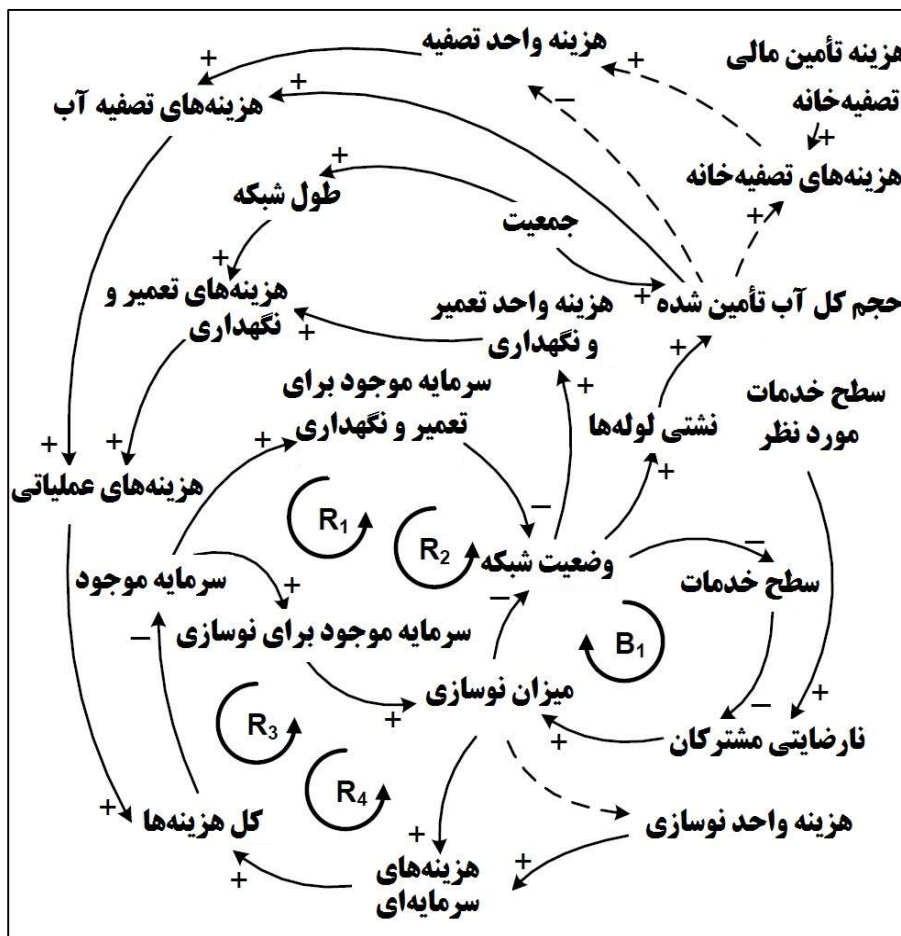 هزینه واحد تصفیه
هزینه تأمین مالی
تصفیه‌خانه
هزینه‌های تصفیه آب
هزینه‌های تصفیه‌خانه
طول شبکه
جمعیت
هزینه‌های تعمیر و
نگهداری
هزینه واحد تعمیر
و نگهداری
حجم کل آب تأمین شده
سرمایه موجود برای
تعمیر و نگهداری
نشتی لوله‌ها
سطح خدمات
مورد نظر
هزینه‌های عملیاتی
R1
R2
وضعیت شبکه
سطح خدمات
سرمایه موجود
سرمایه موجود برای نوسازی
B1
میزان نوسازی
نارضایتی مشترکان
R3
R4
کل هزینه‌ها
هزینه واحد نوسازی
هزینه‌های
سرمایه‌ای